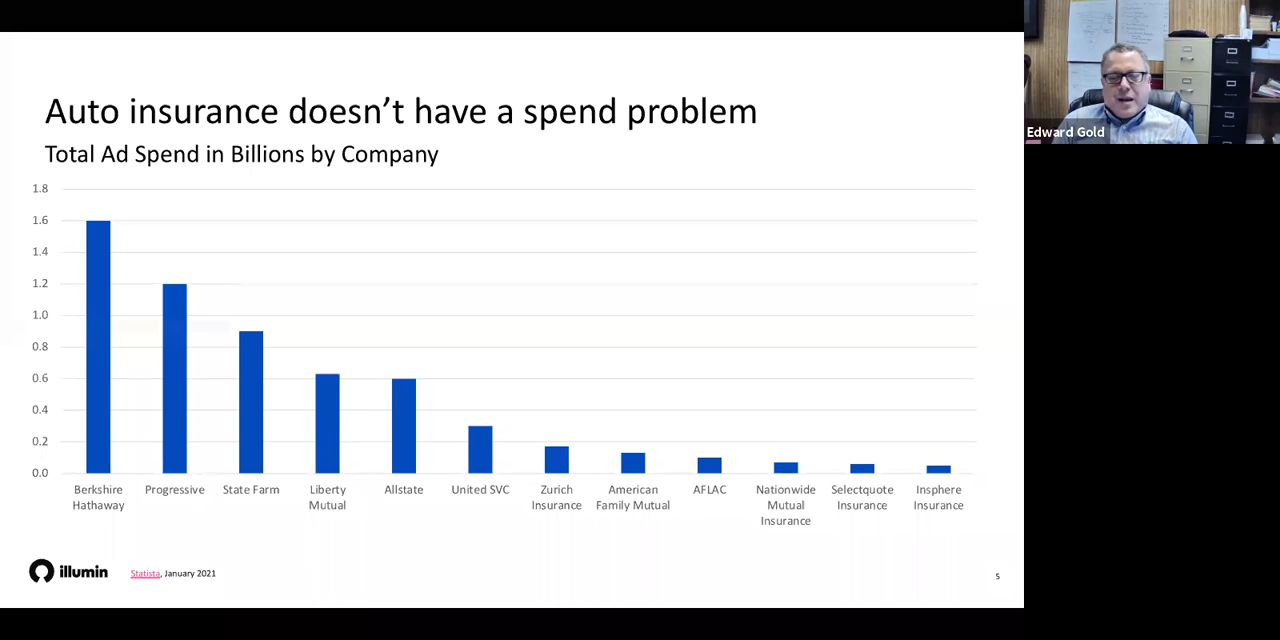 Auto insurance doesn’t have a spend problem
Total Ad Spend in Billions by Company
1.8
1.6
1.4
1.2
1.0
0.8
0.6
0.4
0.2
0.0
Berkshire Hathaway
Progressive
State Farm
Liberty Mutual
Allstate
United SVC
Zurich Insurance
American Family Mutual
AFLAC
Nationwide Mutual Insurance
Selectquote Insurance
Insphere Insurance
illumin
Statista, January 2021
5
Edward Gold